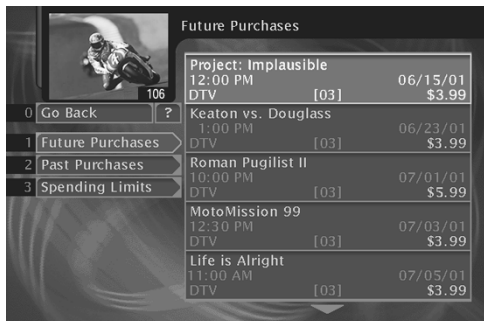 Future Purchases
106
0 Go Back ?
1 Future Purchases
2 Past Purchases
3 Spending Limits
Project: Implausible
12:00 PM 06/15/01
DTV [03] $3.99
Keaton vs. Douglass
1:00 PM 06/23/01
DTV [03] $3.99
Roman Pugilist II
10:00 PM 07/01/01
DTV [03] $5.99
MotoMission 99
12:30 PM 07/03/01
DTV [03] $3.99
Life is Alright
11:00 AM 07/05/01
DTV [03] $3.99